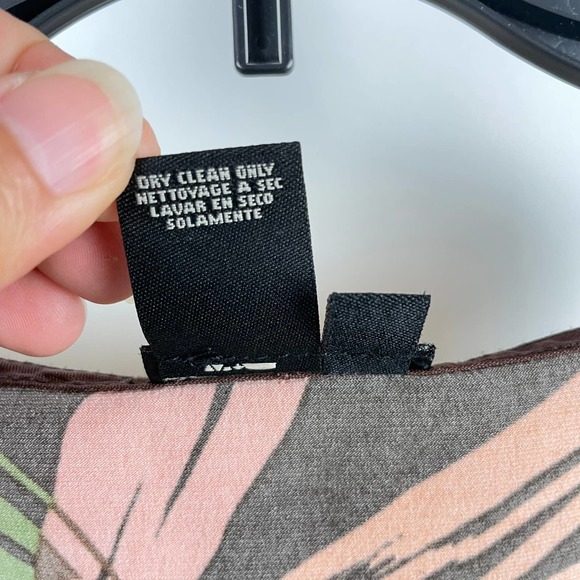 DRY CLEAN ONLY
NETTOYAGE A SEC
LAVAR EN SECO
SOLAMENTE